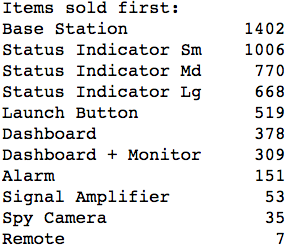 Items sold first:
Base Station 1402
Status Indicator Sm 1006
Status Indicator Md 770
Status Indicator Lg 668
Launch Button 519
Dashboard 378
Dashboard + Monitor 309
Alarm 151
Signal Amplifier 53
Spy Camera 35
Remote 7